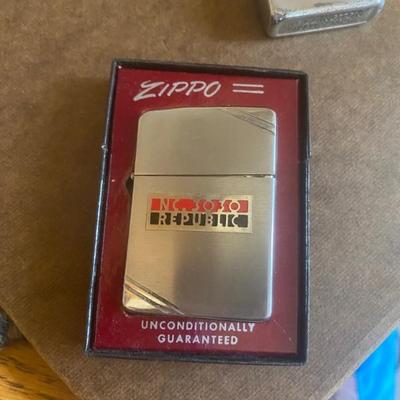 ZIPPO
NC-3030
REPUBLIC
UNCONDITIONALLY
GUARANTEED